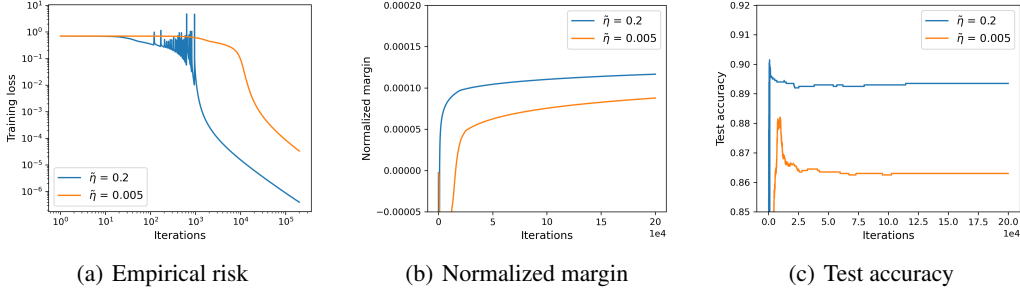 10^1
10^0
10^-1
10^-2
10^-3
10^-4
10^-5
10^-6
Training loss
η̃ = 0.2
η̃ = 0.005
10^0 10^1 10^2 10^3 10^4 10^5
Iterations
(a) Empirical risk
0.00020
0.00015
0.00010
0.00005
0.00000
−0.00005
Normalized margin
η̃ = 0.2
η̃ = 0.005
0 5 10 15 20
1e4
Iterations
(b) Normalized margin
0.92
0.91
0.90
0.89
0.88
0.87
0.86
0.85
Test accuracy
η̃ = 0.2
η̃ = 0.005
0.0 2.5 5.0 7.5 10.0 12.5 15.0 17.5 20.0
1e4
Iterations
(c) Test accuracy